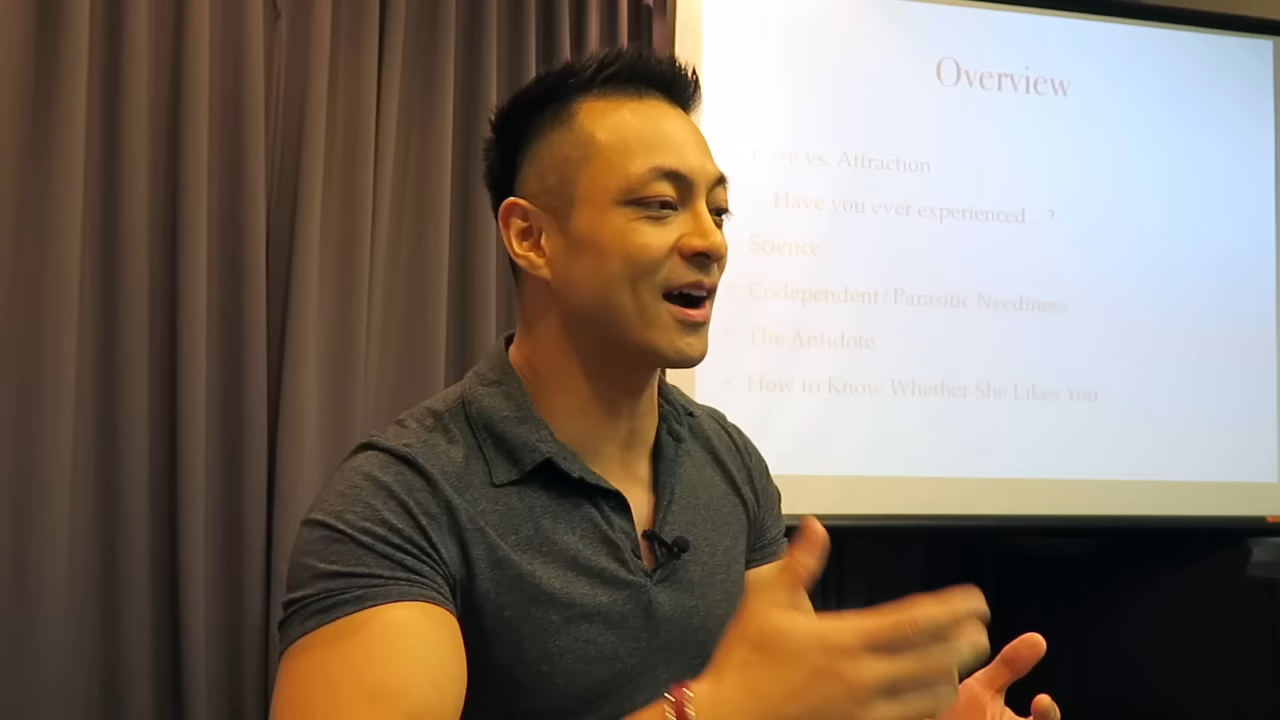 Overview
Love vs. Attraction
Have you ever experienced ...?
Science
Codependent/Parasitic Neediness
The Antidote
How to Know Whether She Likes You